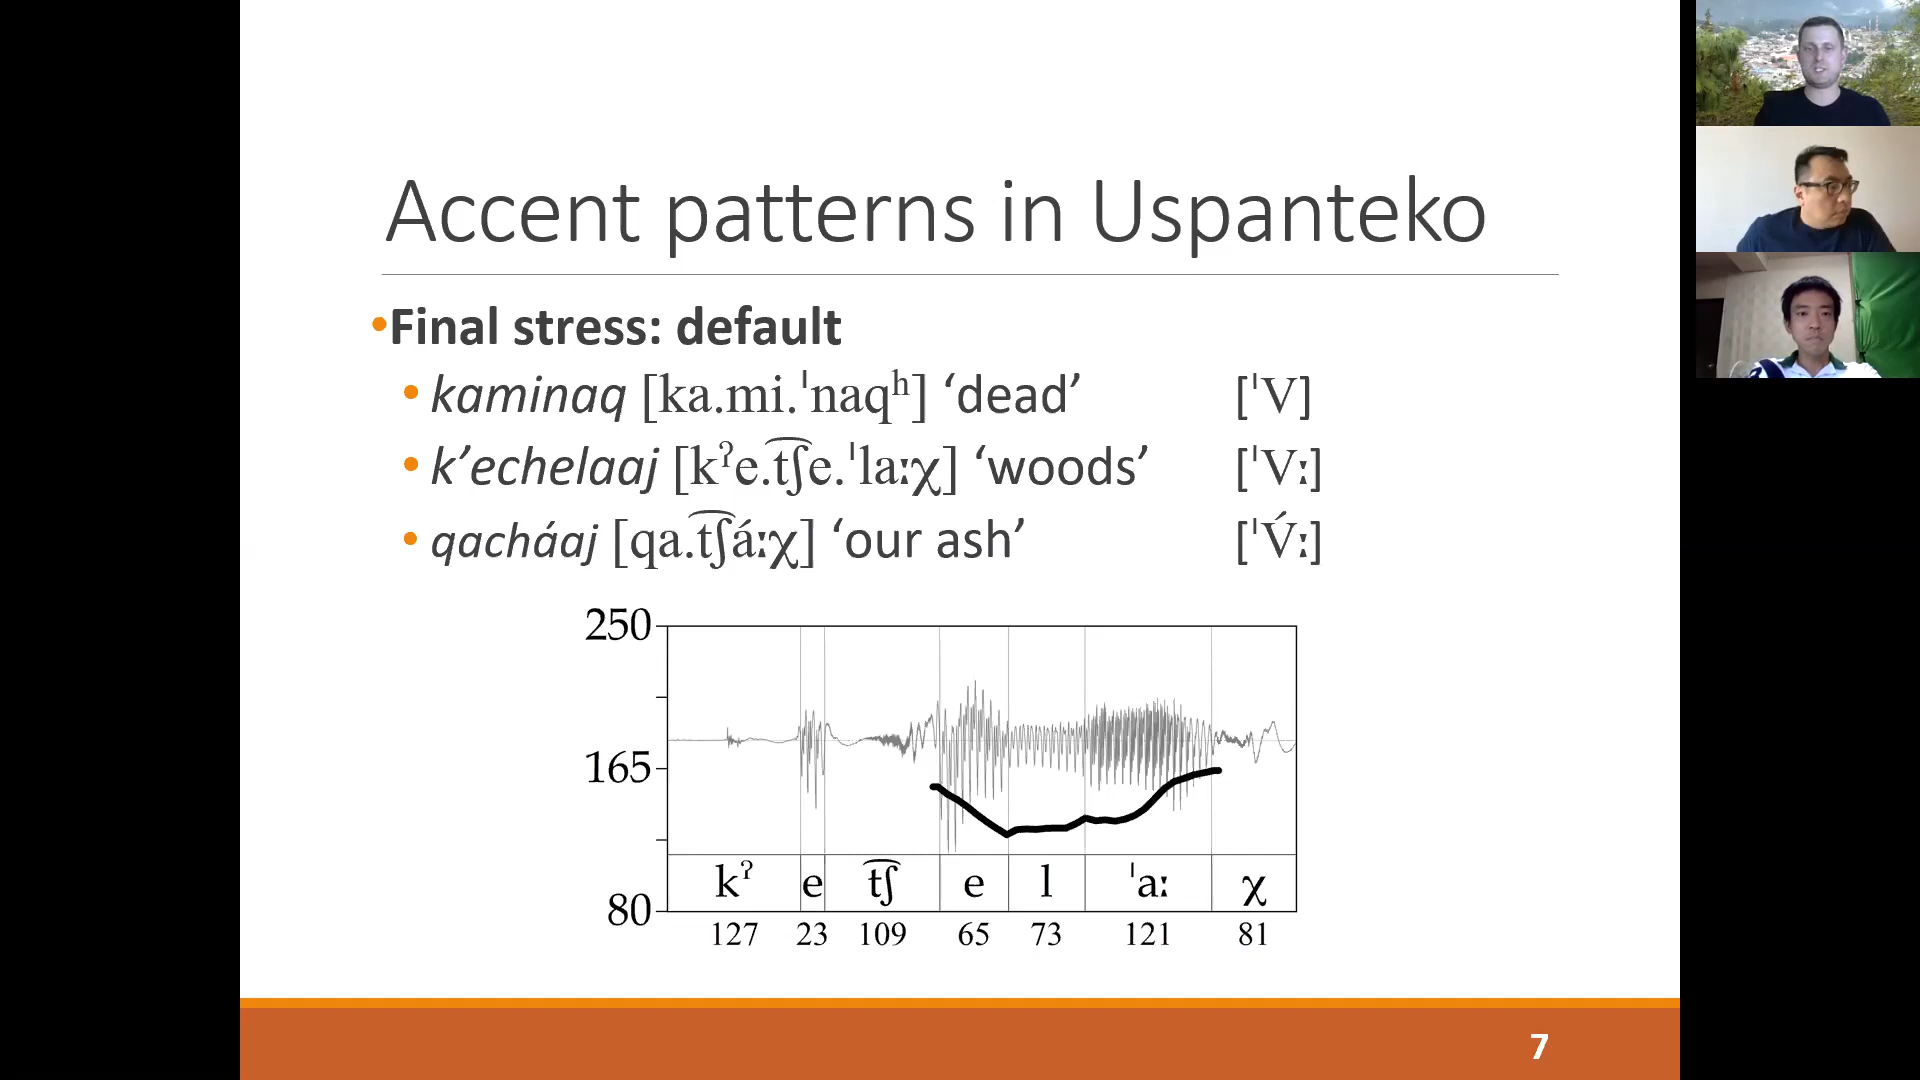 Accent patterns in Uspanteko
•Final stress: default
• kaminaq [ka.mi.ˈnaqʰ] ‘dead’ [ˈV]
• k’echelaaj [kˀe.t͡ʃe.ˈlaːχ] ‘woods’ [ˈVː]
• qacháaj [qa.t͡ʃáːχ] ‘our ash’ [ˈV́ː]
250
165
80
kˀ e t͡ʃ e l ˈaː χ
127 23 109 65 73 121 81
7